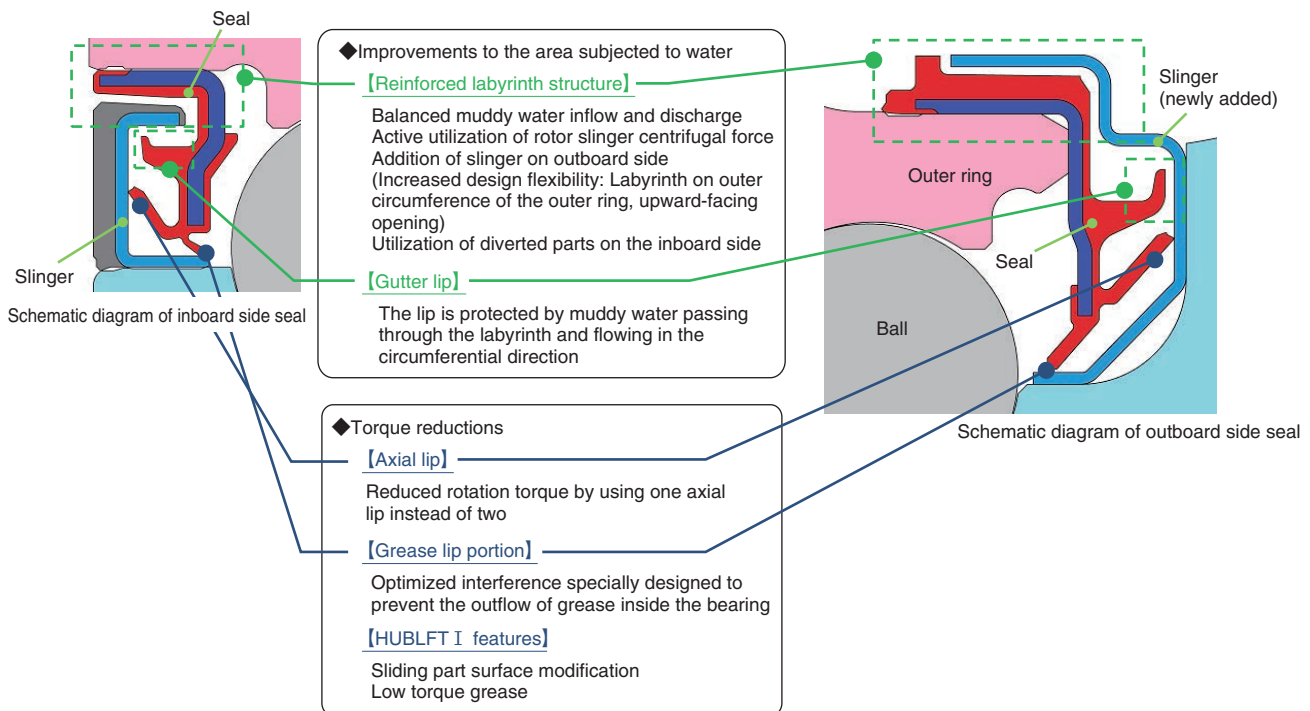 Seal
Slinger
Schematic diagram of inboard side seal
◆Improvements to the area subjected to water
【Reinforced labyrinth structure】
Balanced muddy water inflow and discharge
Active utilization of rotor slinger centrifugal force
Addition of slinger on outboard side
(Increased design flexibility: Labyrinth on outer
circumference of the outer ring, upward-facing
opening)
Utilization of diverted parts on the inboard side
【Gutter lip】
The lip is protected by muddy water passing
through the labyrinth and flowing in the
circumferential direction
◆Torque reductions
【Axial lip】
Reduced rotation torque by using one axial
lip instead of two
【Grease lip portion】
Optimized interference specially designed to
prevent the outflow of grease inside the bearing
【HUBLFT Ⅰ features】
Sliding part surface modification
Low torque grease
Slinger
(newly added)
Outer ring
Seal
Ball
Schematic diagram of outboard side seal